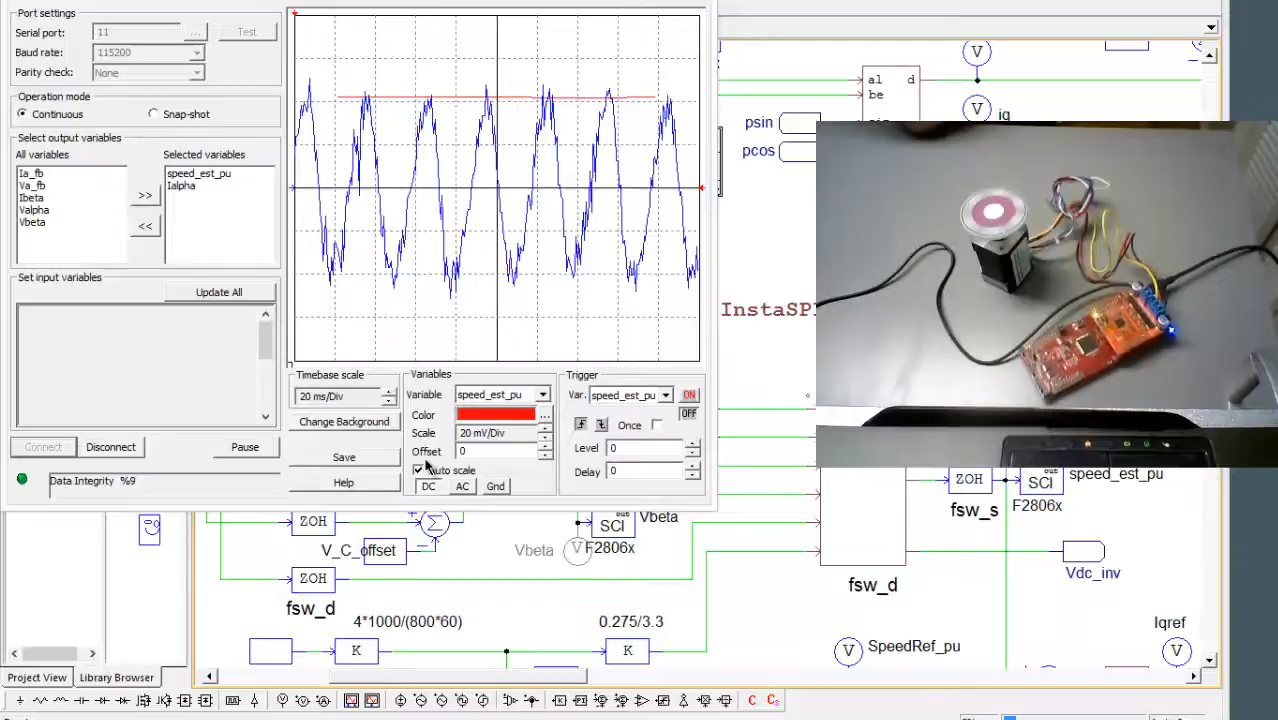 Port settings
Serial port: 11 ... Test
Baud rate: 115200
Parity check: None
Operation mode
Continuous Snap-shot
Select output variables
All variables Selected variables
Ia_fb
Va_fb
Ibeta
Valpha
Vbeta
>>
<<
speed_est_pu
Ialpha
Set input variables
Update All
Connect Disconnect Pause
Data Integrity %9
Timebase scale
20 ms/Div
Change Background
Save
Help
Variables
Variable speed_est_pu
Color ...
Scale 20 mV/Div
Offset 0
Auto scale
DC AC Gnd
Trigger
Var. speed_est_pu ON
OFF
Once
Level 0
Delay 0
V
al d
be
V iq
psin
pcos
ZOH
SCI
out
F2806x
speed_est_pu
fsw_s
Vdc_inv
fsw_d
ZOH
Σ
V_C_offset
Vbeta V
SCI
out
F2806x
Vbeta
ZOH
fsw_d
4*1000/(800*60)
K
0.275/3.3
K
V SpeedRef_pu
Iqref
V
Project View Library Browser
C Cs